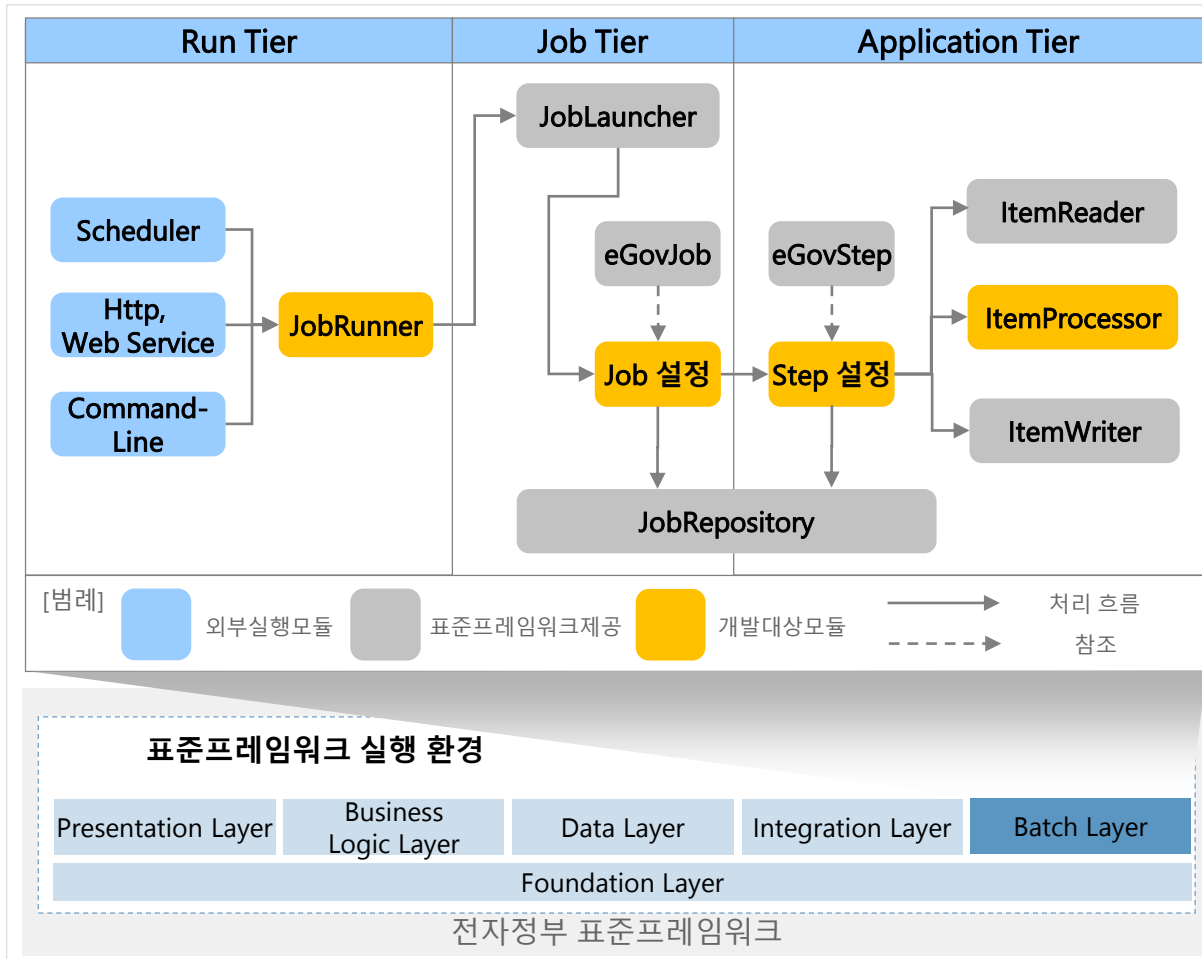 Run Tier
Job Tier
Application Tier
JobLauncher
Scheduler
Http,
Web Service
Command-
Line
JobRunner
eGovJob
eGovStep
Job 설정
Step 설정
ItemReader
ItemProcessor
ItemWriter
JobRepository
[범례]
외부실행모듈
표준프레임워크제공
개발대상모듈
처리 흐름
참조
표준프레임워크 실행 환경
Presentation Layer
Business
Logic Layer
Data Layer
Integration Layer
Batch Layer
Foundation Layer
전자정부 표준프레임워크